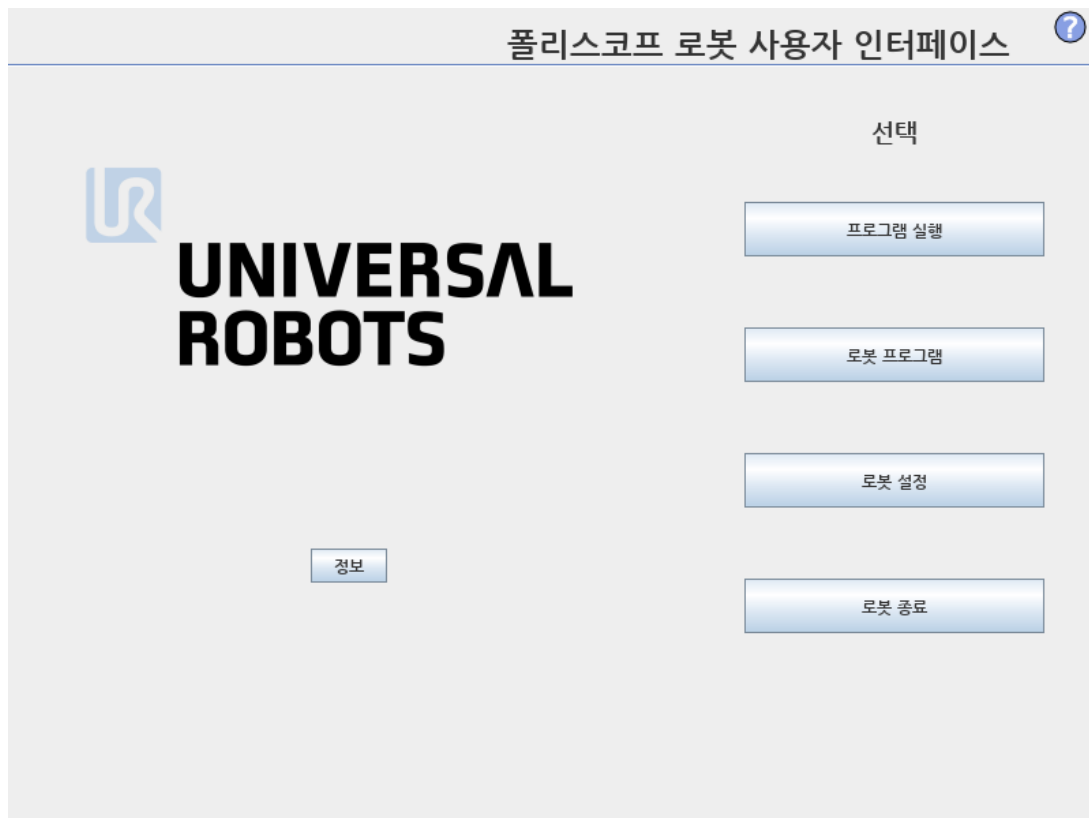 폴리스코프 로봇 사용자 인터페이스
?
선택
UR
UNIVERSAL
ROBOTS
프로그램 실행
로봇 프로그램
로봇 설정
정보
로봇 종료